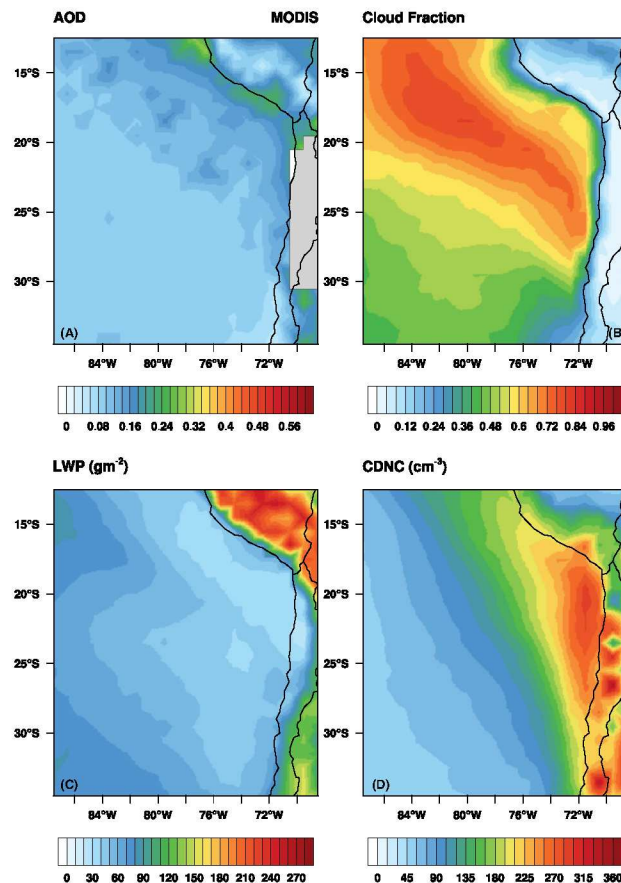 AOD MODIS
15°S
20°S
25°S
30°S
(A)
84°W 80°W 76°W 72°W
0 0.08 0.16 0.24 0.32 0.4 0.48 0.56
Cloud Fraction
15°S
20°S
25°S
30°S
(B)
84°W 80°W 76°W 72°W
0 0.12 0.24 0.36 0.48 0.6 0.72 0.84 0.96
LWP (gm⁻²)
15°S
20°S
25°S
30°S
(C)
84°W 80°W 76°W 72°W
0 30 60 90 120 150 180 210 240 270
CDNC (cm⁻³)
15°S
20°S
25°S
30°S
(D)
84°W 80°W 76°W 72°W
0 45 90 135 180 225 270 315 360